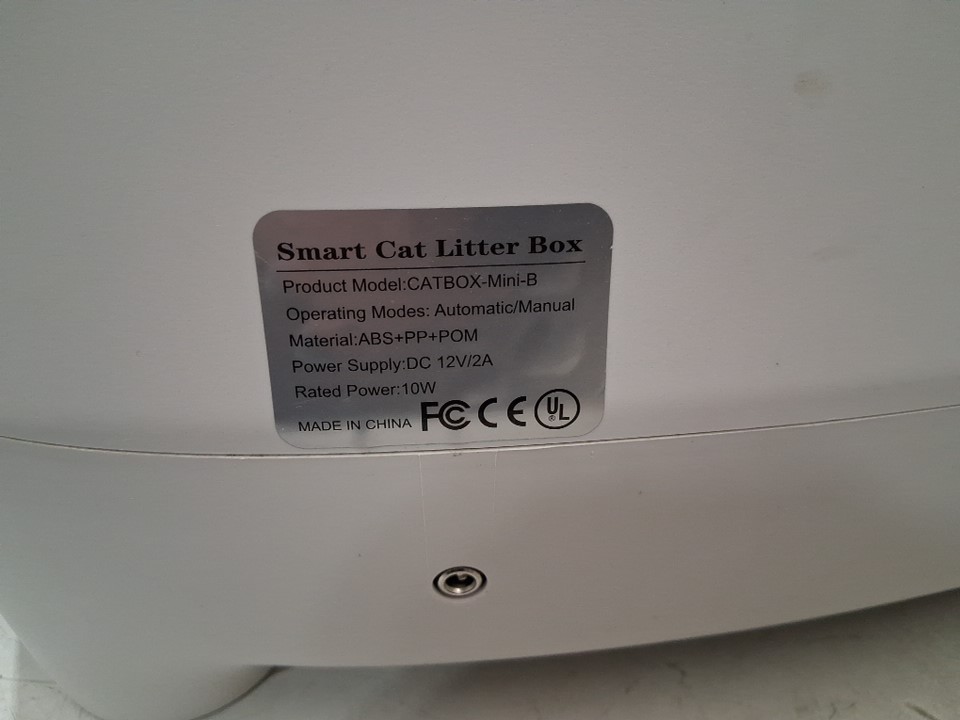 Smart Cat Litter Box
Product Model:CATBOX-Mini-B
Operating Modes: Automatic/Manual
Material:ABS+PP+POM
Power Supply:DC 12V/2A
Rated Power:10W
MADE IN CHINA FC CE UL®